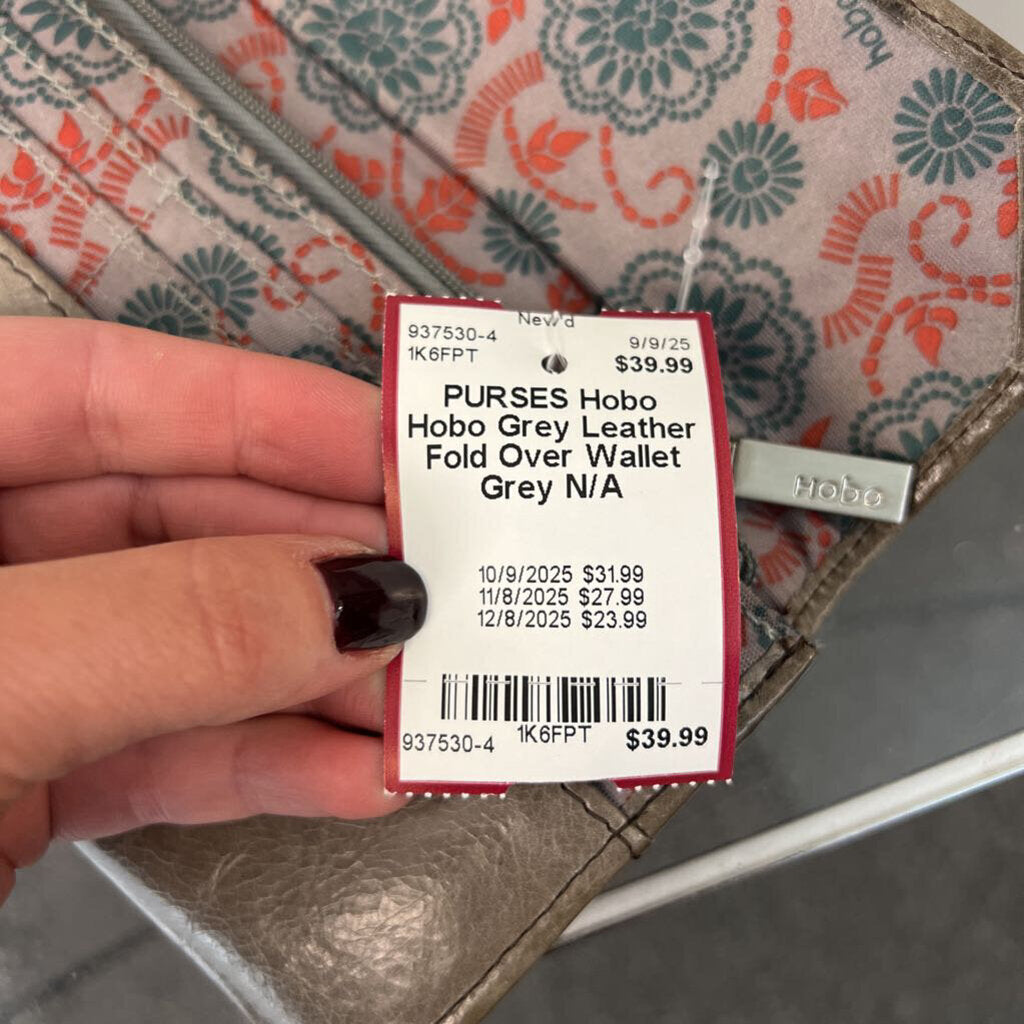 hobo
New'd
937530-4
9/9/25
1K6FPT
$39.99
PURSES Hobo
Hobo Grey Leather
Fold Over Wallet
Grey N/A
Hobo
10/9/2025 $31.99
11/8/2025 $27.99
12/8/2025 $23.99
937530-4 1K6FPT $39.99